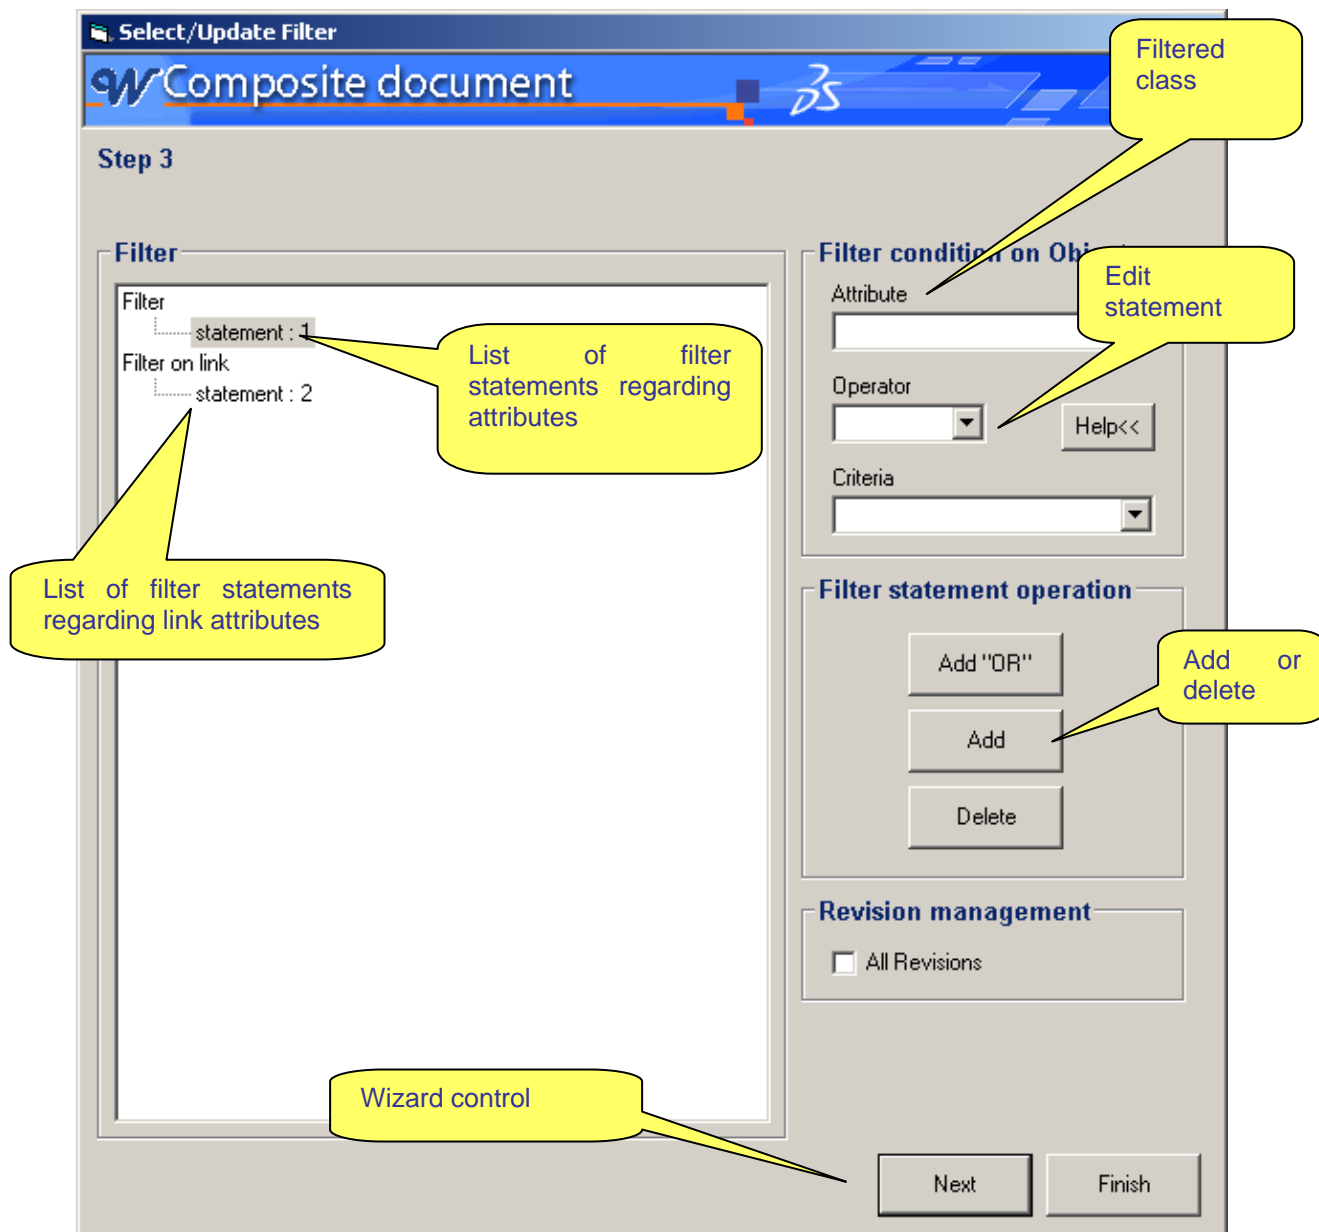 Select/Update Filter
W Composite document
Filtered
class
Step 3
Filter
Filter condition on Obj
Filter
statement : 1
Filter on link
statement : 2
List of filter
statements regarding
attributes
Attribute
Edit
statement
Operator
Help<<
Criteria
List of filter statements
regarding link attributes
Filter statement operation
Add "OR"
Add
Delete
Add or
delete
Revision management
All Revisions
Wizard control
Next
Finish